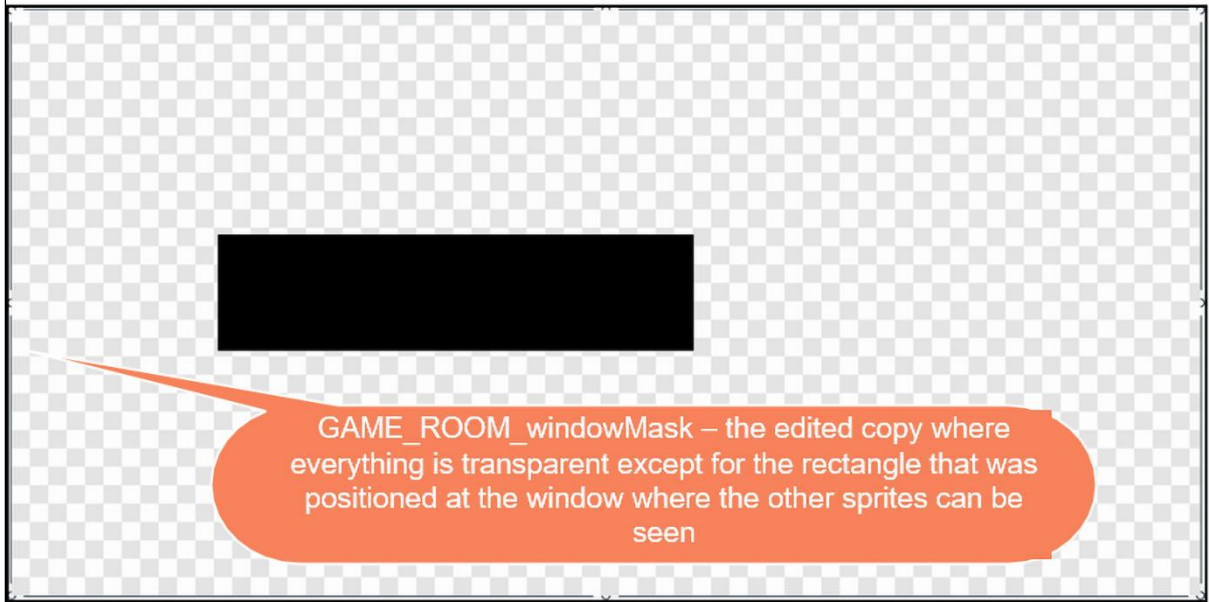 GAME_ROOM_windowMask – the edited copy where
everything is transparent except for the rectangle that was
positioned at the window where the other sprites can be
seen